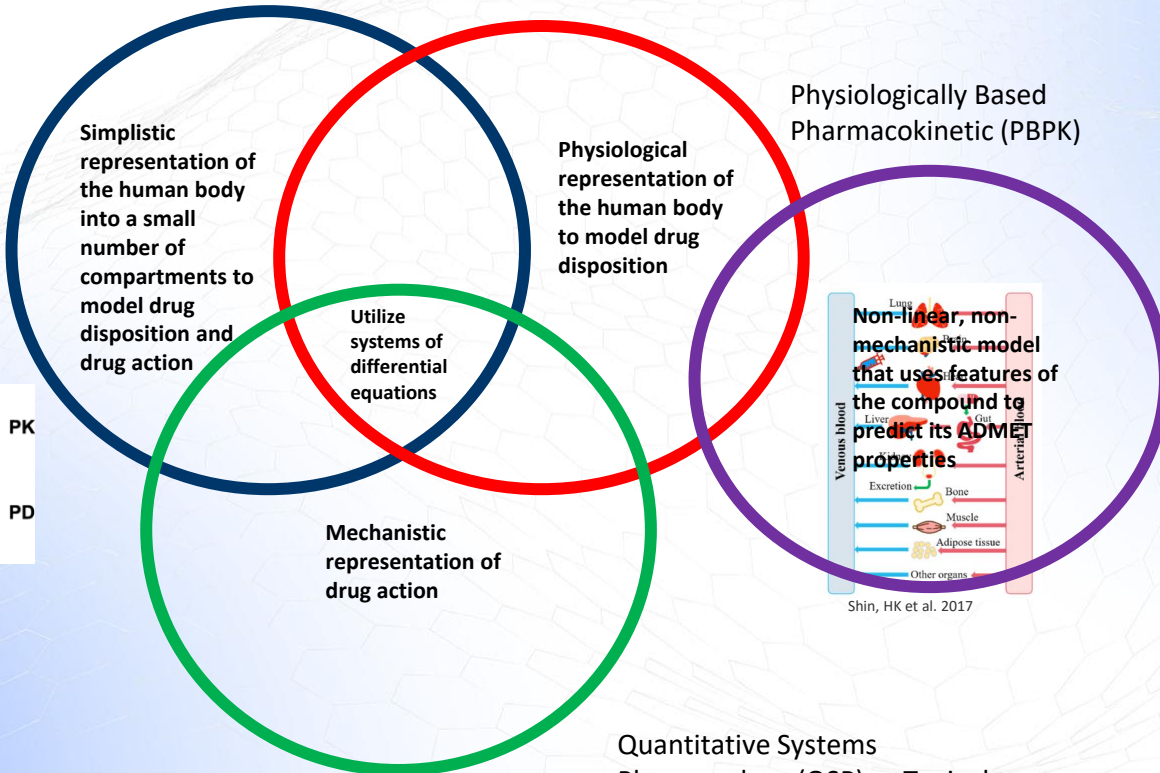 Simplistic
representation of
the human body
into a small
number of
compartments to
model drug
disposition and
drug action
Physiological
representation of
the human body
to model drug
disposition
Physiologically Based
Pharmacokinetic (PBPK)
Utilize
systems of
differential
equations
PK
PD
Mechanistic
representation of
drug action
Non-linear, non-
mechanistic model
that uses features of
the compound to
predict its ADMET
properties
Venous blood
Lung
Liver
Gut
Excretion
Bone
Muscle
Adipose tissue
Other organs
Shin, HK et al. 2017
Quantitative Systems